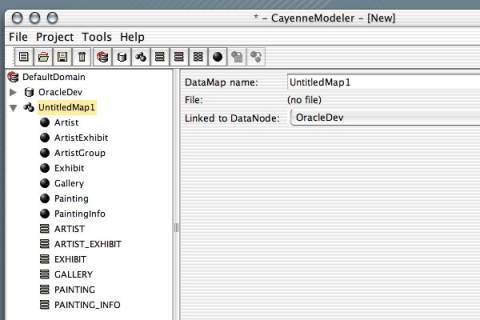 * - CayenneModeler - [New]
File Project Tools Help
DefaultDomain
OracleDev
UntitledMap1
Artist
ArtistExhibit
ArtistGroup
Exhibit
Gallery
Painting
PaintingInfo
ARTIST
ARTIST_EXHIBIT
EXHIBIT
GALLERY
PAINTING
PAINTING_INFO
DataMap name: UntitledMap1
File: (no file)
Linked to DataNode: OracleDev